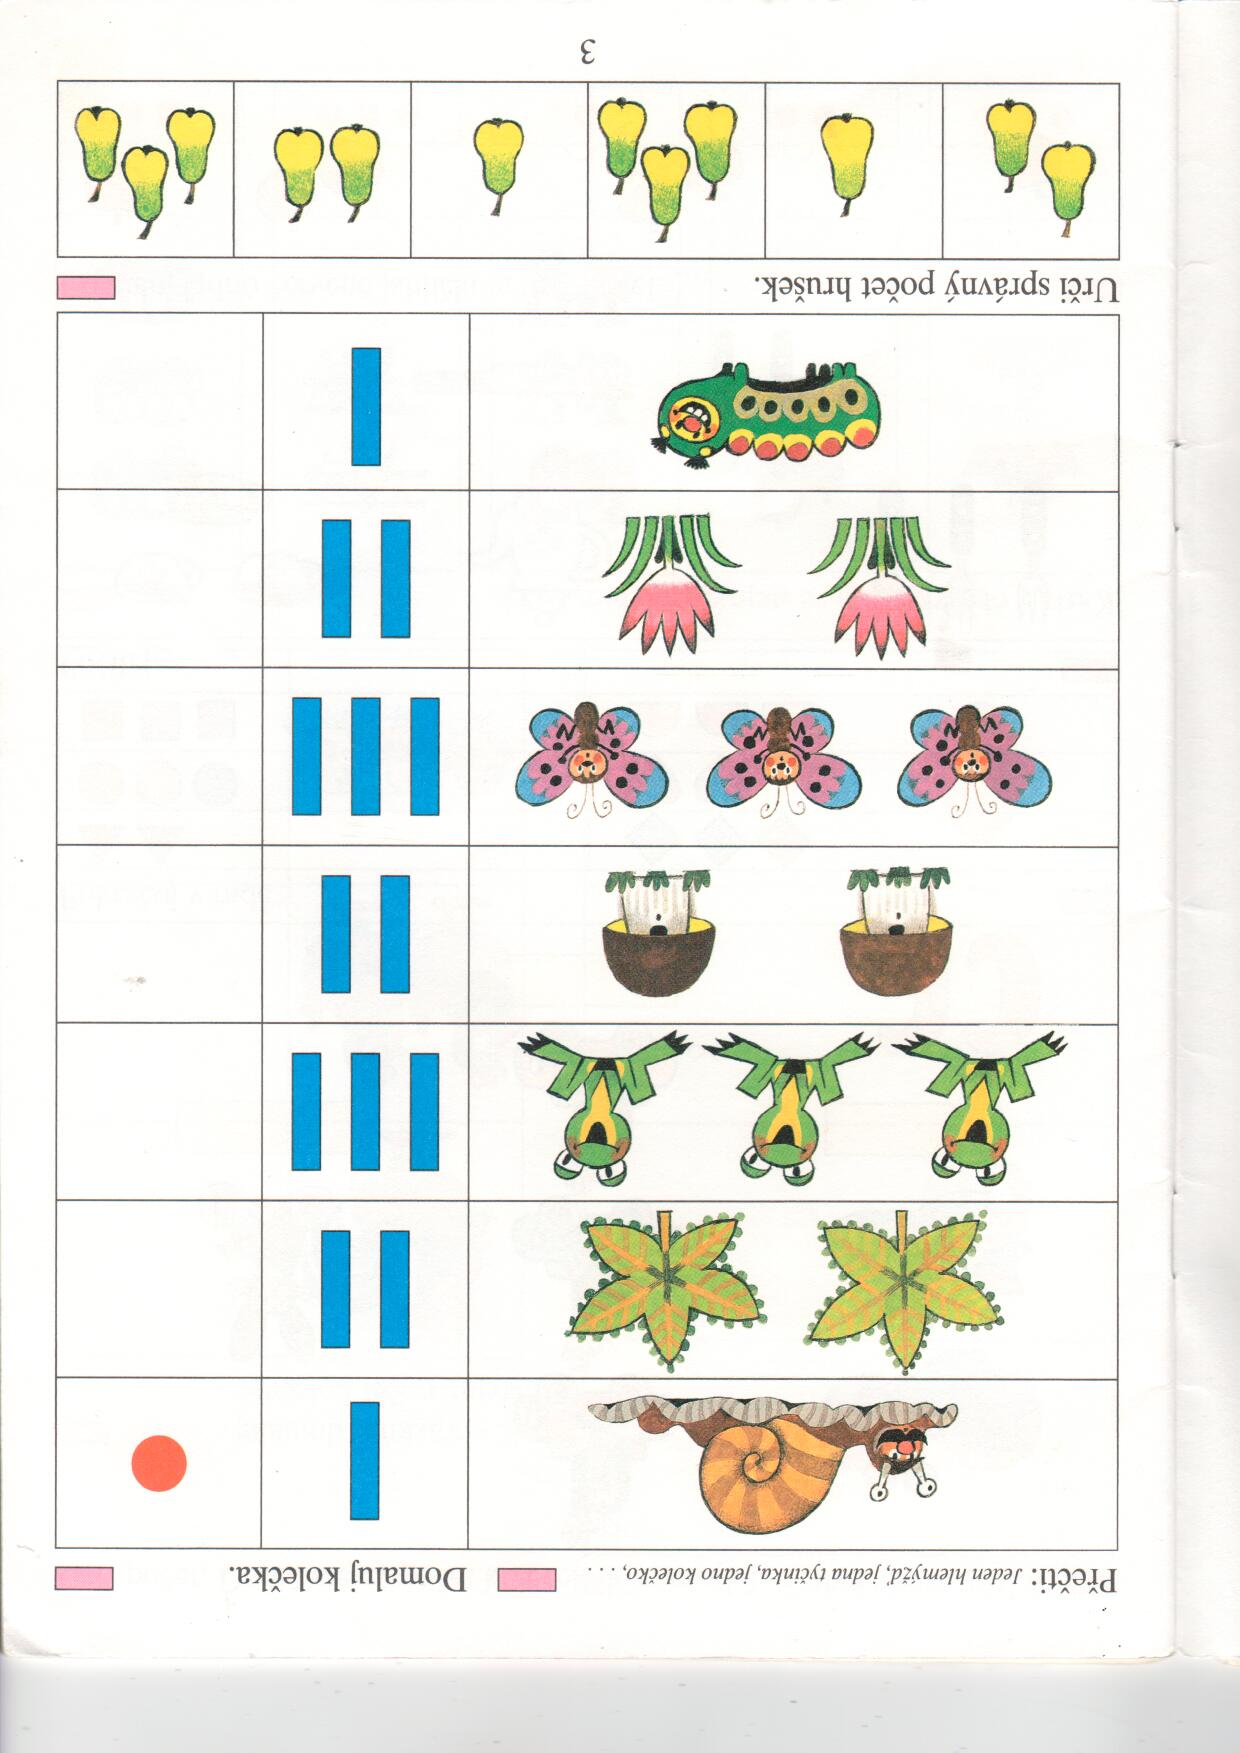 Přečti: Jeden hlemýžď, jedna tyčinka, jedno kolečko, . . . .
Domaluj kolečka.
Urči správný počet hrušek.
3